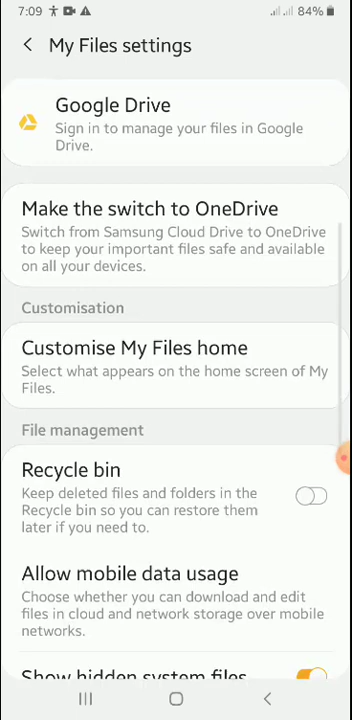 7:09 84%
My Files settings
Google Drive
Sign in to manage your files in Google
Drive.
Make the switch to OneDrive
Switch from Samsung Cloud Drive to OneDrive
to keep your important files safe and available
on all your devices.
Customisation
Customise My Files home
Select what appears on the home screen of My
Files.
File management
Recycle bin
Keep deleted files and folders in the
Recycle bin so you can restore them
later if you need to.
Allow mobile data usage
Choose whether you can download and edit
files in cloud and network storage over mobile
networks.
Show hidden system files